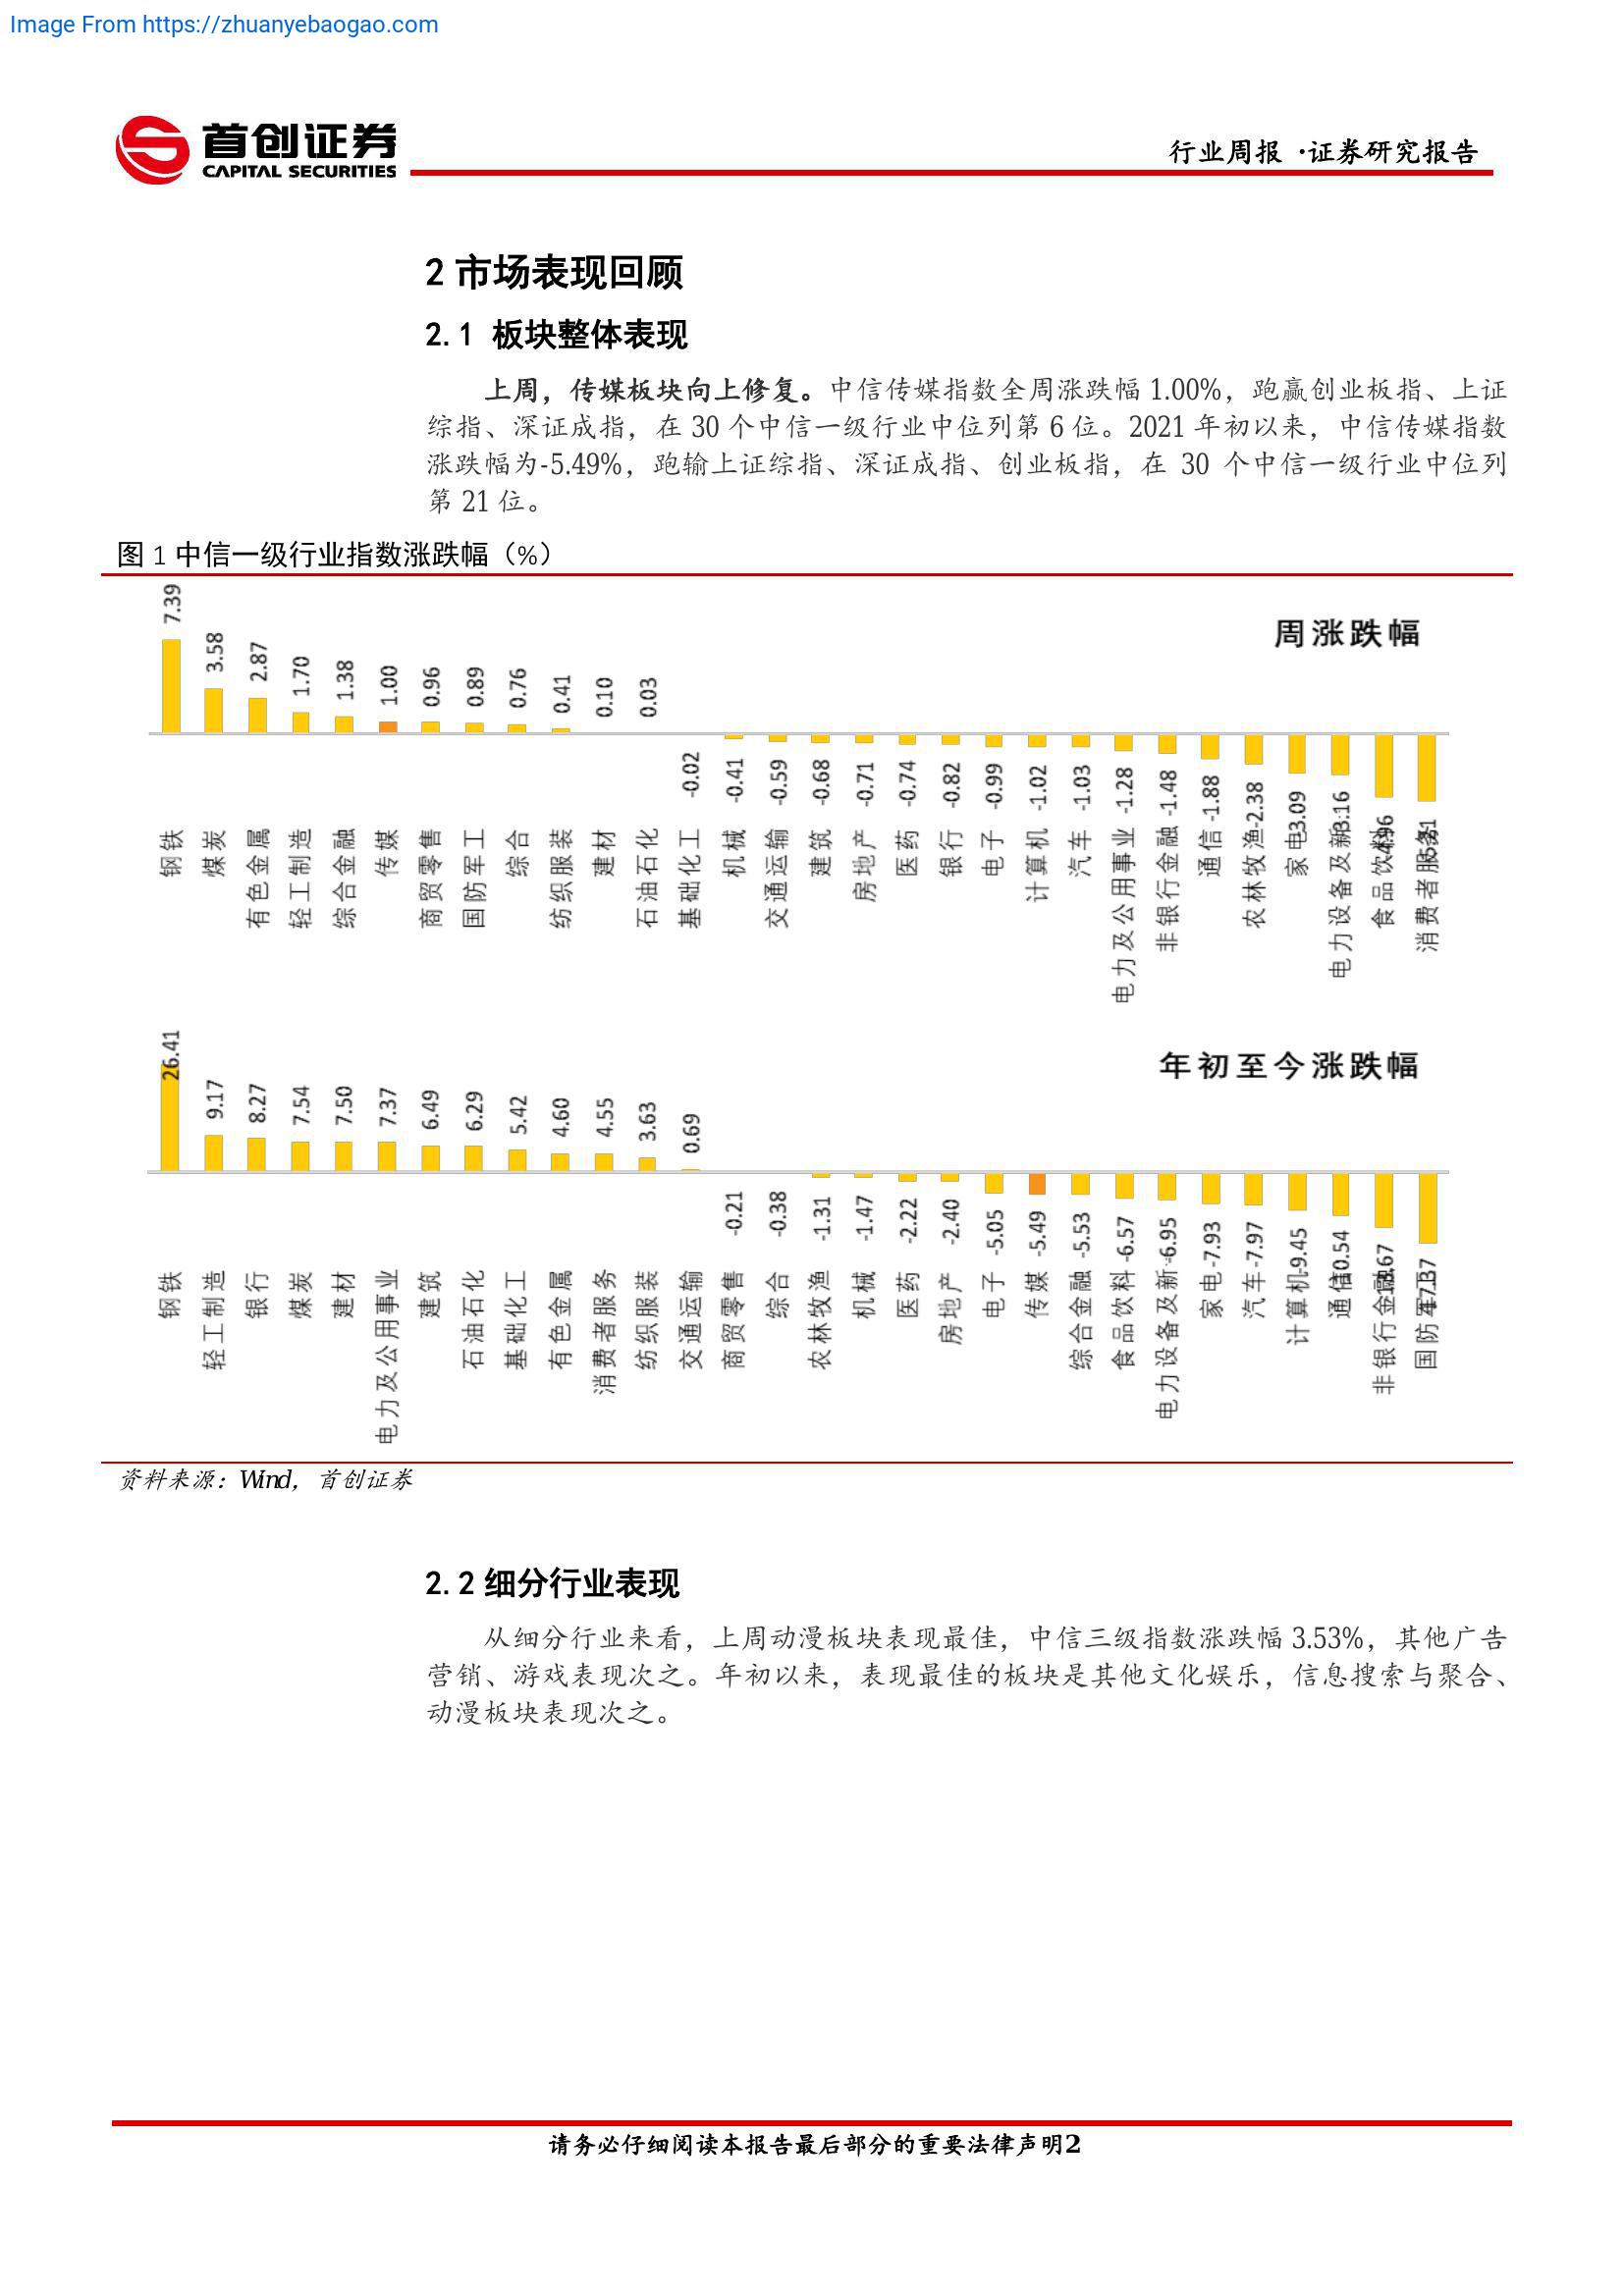 Image From https://zhuanyebaogao.com
首创证券
CAPITAL SECURITIES
行业周报 ·证券研究报告
2 市场表现回顾
2.1 板块整体表现
上周，传媒板块向上修复。中信传媒指数全周涨跌幅 1.00%，跑赢创业板指、上证
综指、深证成指，在 30 个中信一级行业中位列第 6 位。2021 年初以来，中信传媒指数
涨跌幅为-5.49%，跑输上证综指、深证成指、创业板指，在 30 个中信一级行业中位列
第 21 位。
图 1 中信一级行业指数涨跌幅（%）
周涨跌幅
7.39
3.58
2.87
1.70
1.38
1.00
0.96
0.89
0.76
0.41
0.10
0.03
-0.02
-0.41
-0.59
-0.68
-0.71
-0.74
-0.82
-0.99
-1.02
-1.03
-1.28
-1.48
-1.88
-2.38
-3.09
-3.16
-4.96
钢铁
煤炭
有色金属
轻工制造
综合金融
传媒
商贸零售
国防军工
综合
纺织服装
建材
石油石化
基础化工
机械
交通运输
建筑
房地产
医药
银行
电子
计算机
汽车
电力及公用事业
非银行金融
通信
农林牧渔
家电
电力设备及新
食品饮料
消费者服务
年初至今涨跌幅
26.41
9.17
8.27
7.54
7.50
7.37
6.49
6.29
5.42
4.60
4.55
3.63
0.69
-0.21
-0.38
-1.31
-1.47
-2.22
-2.40
-5.05
-5.49
-5.53
-6.57
-6.95
-7.93
-7.97
-9.45
-10.54
-13.67
-17.37
钢铁
轻工制造
银行
煤炭
建材
电力及公用事业
建筑
石油石化
基础化工
有色金属
消费者服务
纺织服装
交通运输
商贸零售
综合
农林牧渔
机械
医药
房地产
电子
传媒
综合金融
食品饮料
电力设备及新
家电
汽车
计算机
通信
非银行金融
国防军工
资料来源：Wind，首创证券
2.2 细分行业表现
从细分行业来看，上周动漫板块表现最佳，中信三级指数涨跌幅 3.53%，其他广告
营销、游戏表现次之。年初以来，表现最佳的板块是其他文化娱乐，信息搜索与聚合、
动漫板块表现次之。
请务必仔细阅读本报告最后部分的重要法律声明2